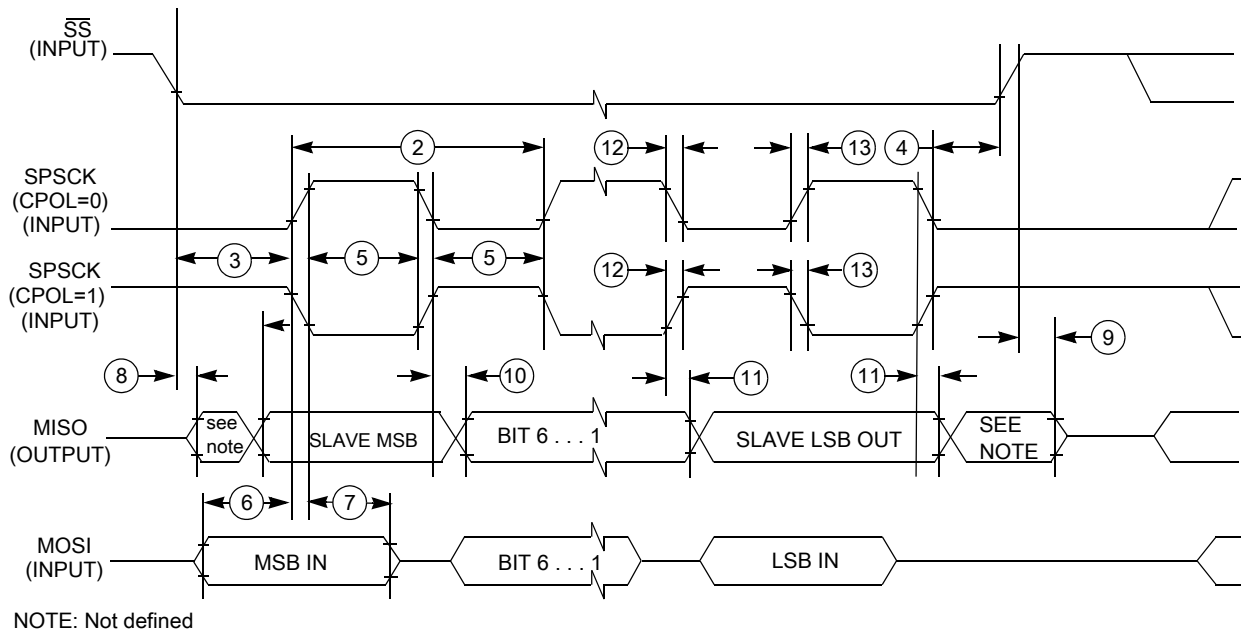 SS
(INPUT)
2
12
13
4
SPSCK
(CPOL=0)
(INPUT)
3
5
5
SPSCK
(CPOL=1)
(INPUT)
12
13
9
8
10
11
11
MISO
(OUTPUT)
see
note
SLAVE MSB
BIT 6 . . . 1
SLAVE LSB OUT
SEE
NOTE
6
7
MOSI
(INPUT)
MSB IN
BIT 6 . . . 1
LSB IN
NOTE: Not defined